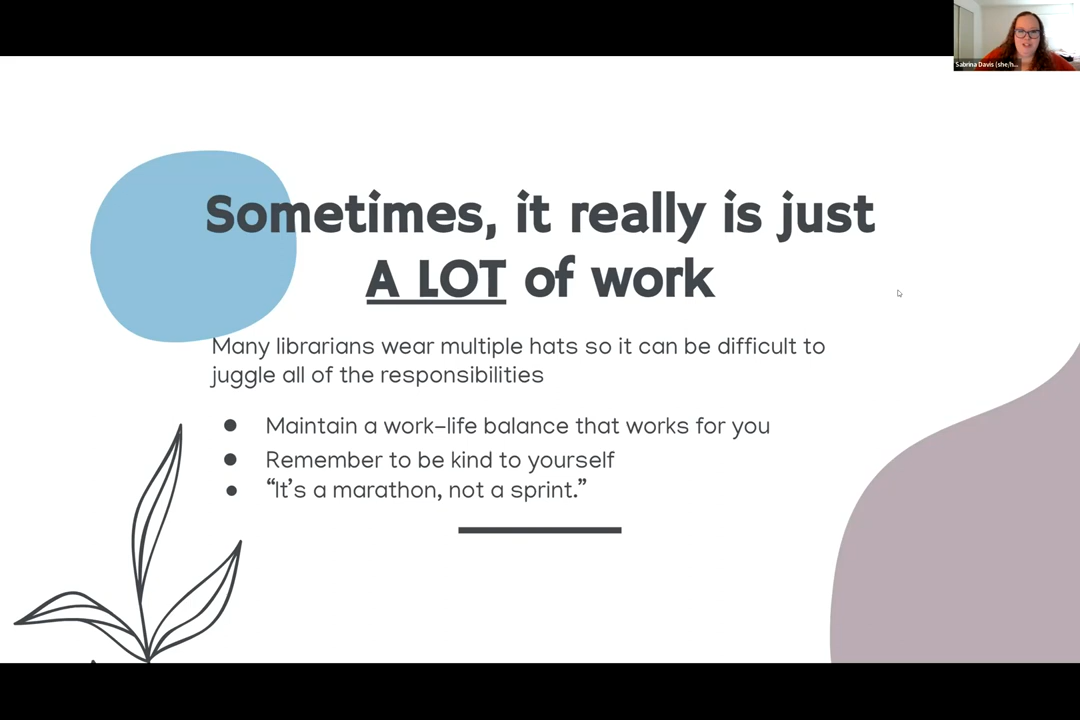 Sabrina Davis (she/h...
Sometimes, it really is just
A LOT of work
Many librarians wear multiple hats so it can be difficult to
juggle all of the responsibilities
● Maintain a work-life balance that works for you
● Remember to be kind to yourself
● “It’s a marathon, not a sprint.”